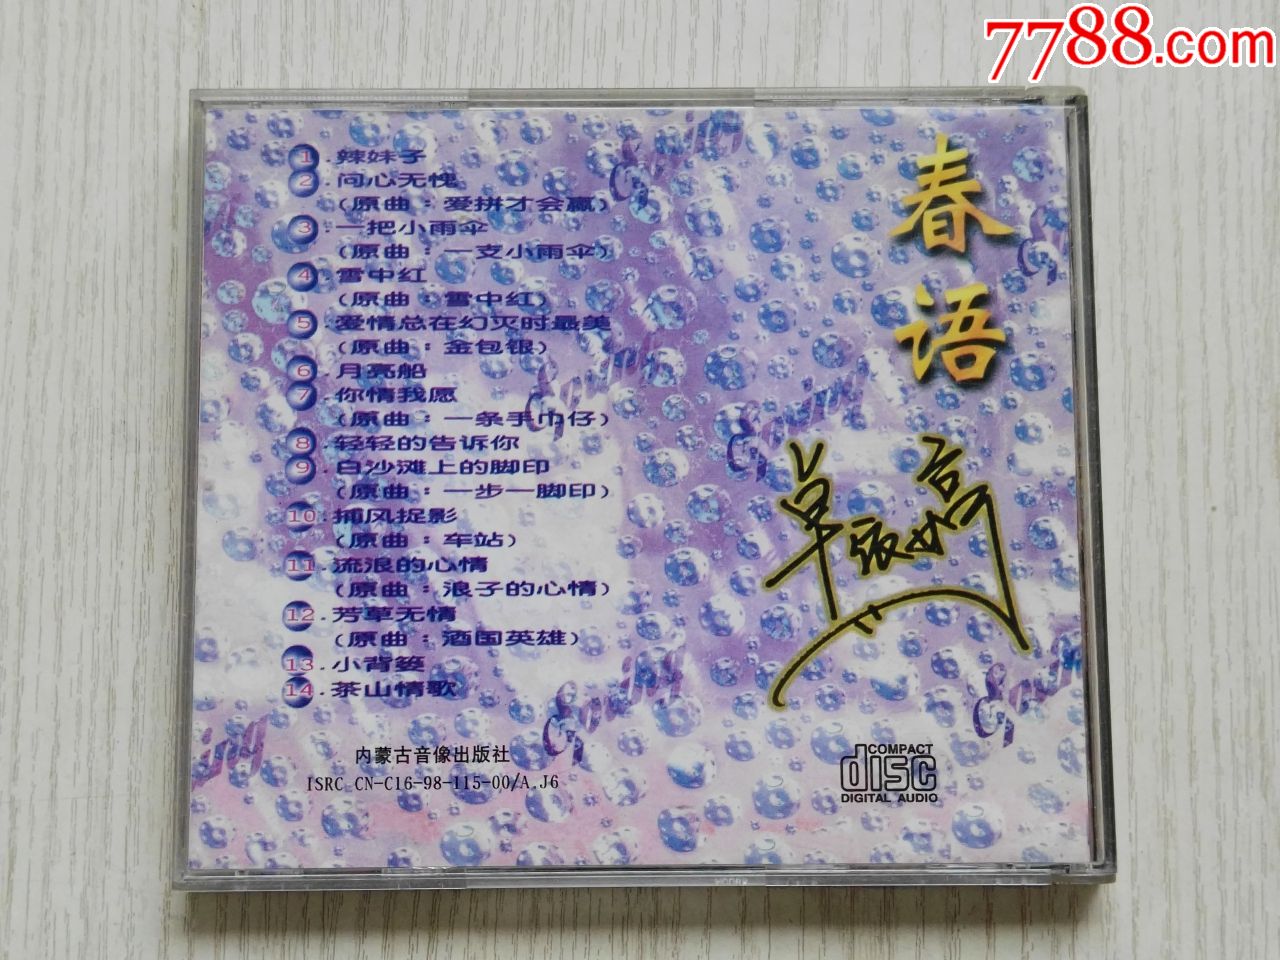 7788.com
春语
卓依婷
1.辣妹子
2.问心无愧
(原曲：爱拼才会赢)
3.一把小雨伞
(原曲：一支小雨伞)
4.雪中红
(原曲：雪中红)
5.爱情总在幻灭时最美
(原曲：金包银)
6.月亮船
7.你情我愿
(原曲：一条手巾仔)
8.轻轻的告诉你
9.白沙滩上的脚印
(原曲：一步一脚印)
10.捕风捉影
(原曲：车站)
11.流浪的心情
(原曲：浪子的心情)
12.芳草无情
(原曲：酒国英雄)
13.小背篓
14.茶山情歌
内蒙古音像出版社
ISRC CN-C16-98-115-00/A.J6
COMPACT
disc
DIGITAL AUDIO
Spring
Spring
Spring
Spring
Spring